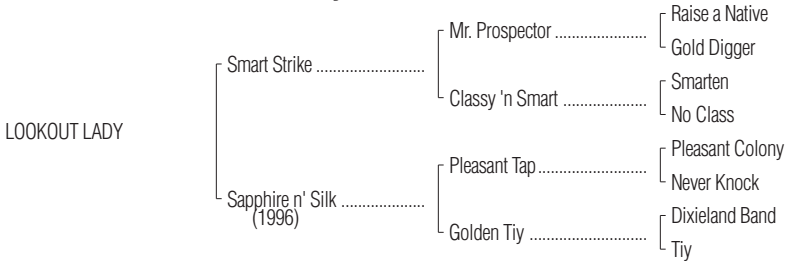 Raise a Native
Mr. Prospector ......................
Gold Digger
Smart Strike ..........................
Smarten
Classy 'n Smart ....................
No Class
LOOKOUT LADY
Pleasant Colony
Pleasant Tap..........................
Never Knock
Sapphire n' Silk ....................
(1996)
Dixieland Band
Golden Tiy ............................
Tiy